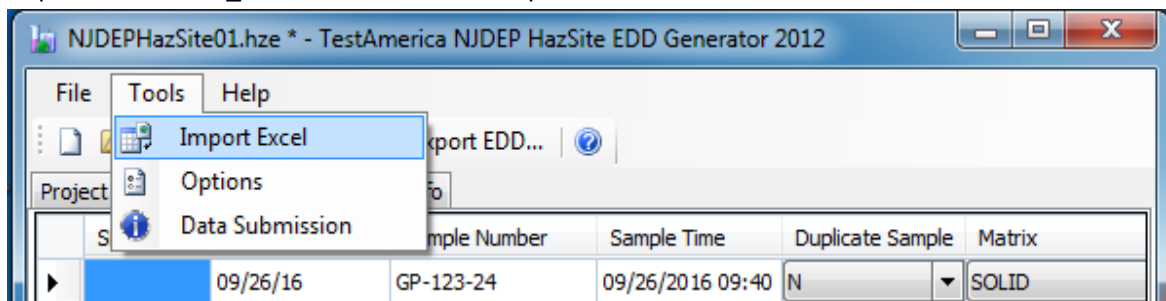 NJDEPHazSite01.hze * - TestAmerica NJDEP HazSite EDD Generator 2012
File Tools Help
Import Excel
xport EDD...
Options
Project
fo
Data Submission
S
mple Number Sample Time Duplicate Sample Matrix
09/26/16 GP-123-24 09/26/2016 09:40 N SOLID